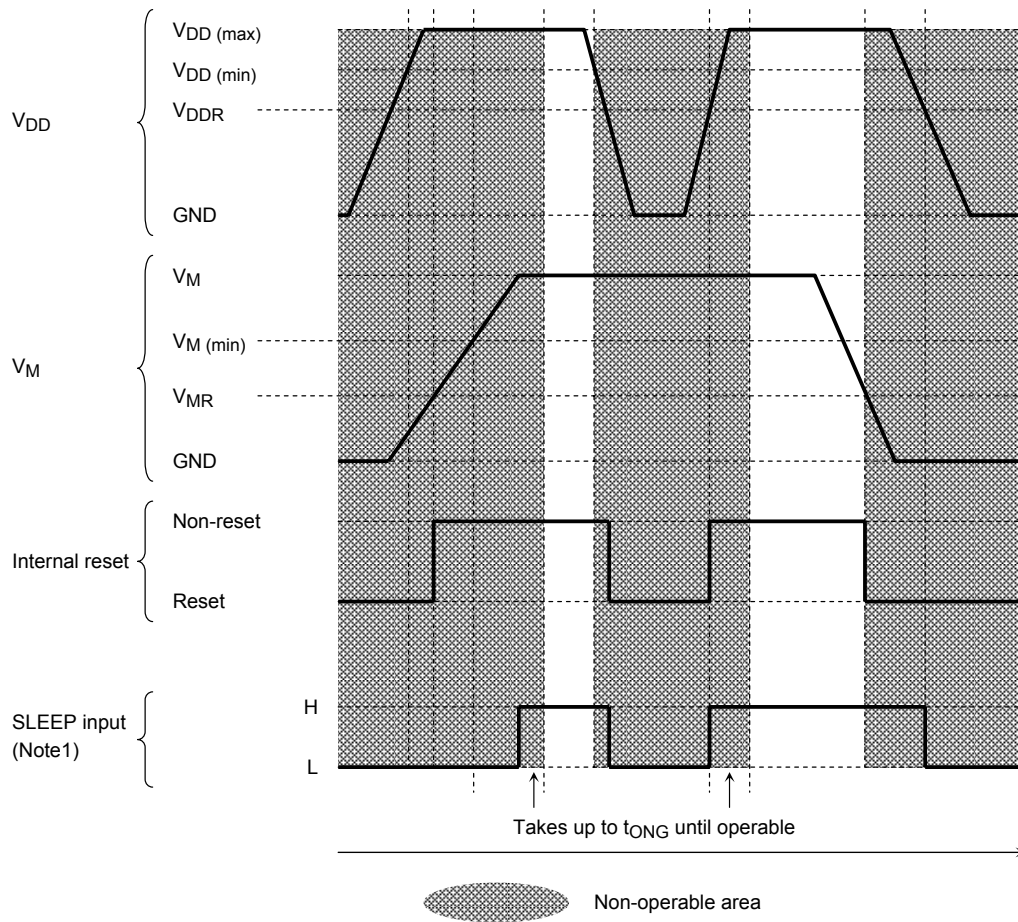 VDD
VDD (max)
VDD (min)
VDDR
GND
VM
VM
VM (min)
VMR
GND
Internal reset
Non-reset
Reset
SLEEP input
(Note1)
H
L
Takes up to tONG until operable
Non-operable area